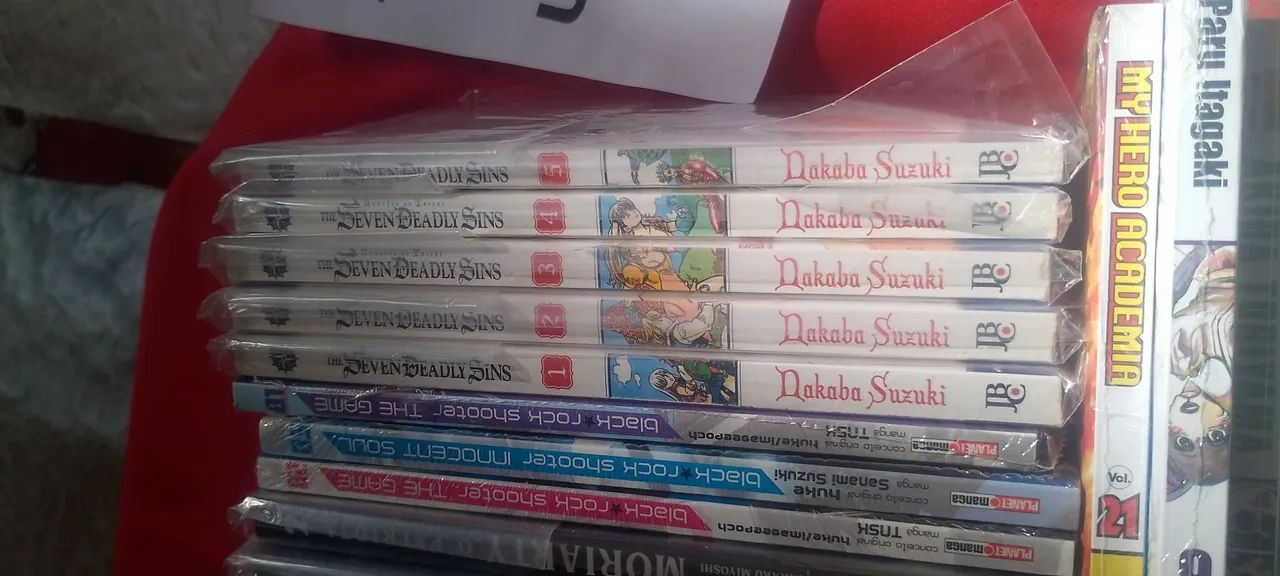 THE SEVEN DEADLY SINS 5 Nakaba Suzuki JBC
THE SEVEN DEADLY SINS 4 Nakaba Suzuki JBC
THE SEVEN DEADLY SINS 3 Nakaba Suzuki JBC
THE SEVEN DEADLY SINS 2 Nakaba Suzuki JBC
THE SEVEN DEADLY SINS 1 Nakaba Suzuki JBC
black★rock shooter THE GAME conceito original huke/imageepoch manga TNSK PLANET manga
black★rock shooter INNOCENT SOUL conceito original huke manga Sanami Suzuki PLANET manga
black★rock shooter THE GAME conceito original huke/imageepoch manga TNSK PLANET manga
MORIARTY MIYOSHI
MY HERO ACADEMIA Vol. 21
Paru Itagaki